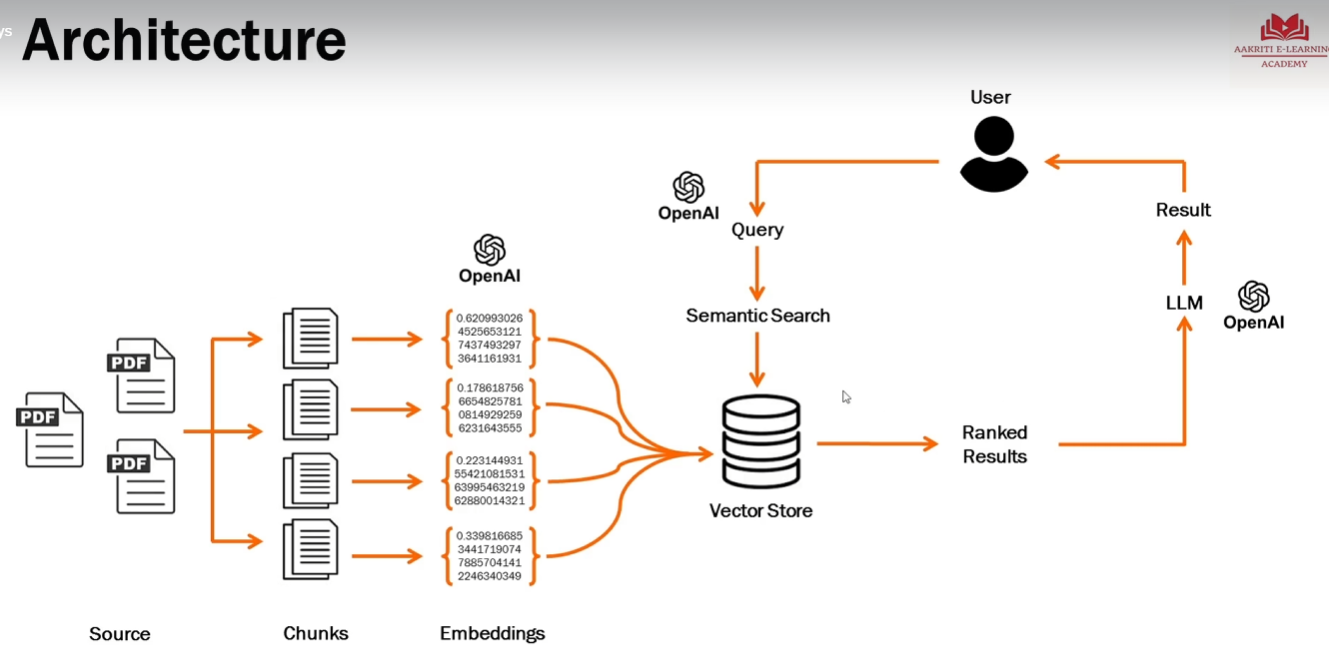 ys
Architecture
AAKRITI E-LEARNING
ACADEMY
User
OpenAI
Query
Result
OpenAI
LLM
OpenAI
Semantic Search
0.620993026
4525653121
7437493297
3641161931
PDF
PDF
PDF
0.178618756
6654825781
0814929259
6231643555
Ranked
Results
0.223144931
55421081531
63995463219
62880014321
Vector Store
0.339816685
3441719074
7885704141
2246340349
Source
Chunks
Embeddings